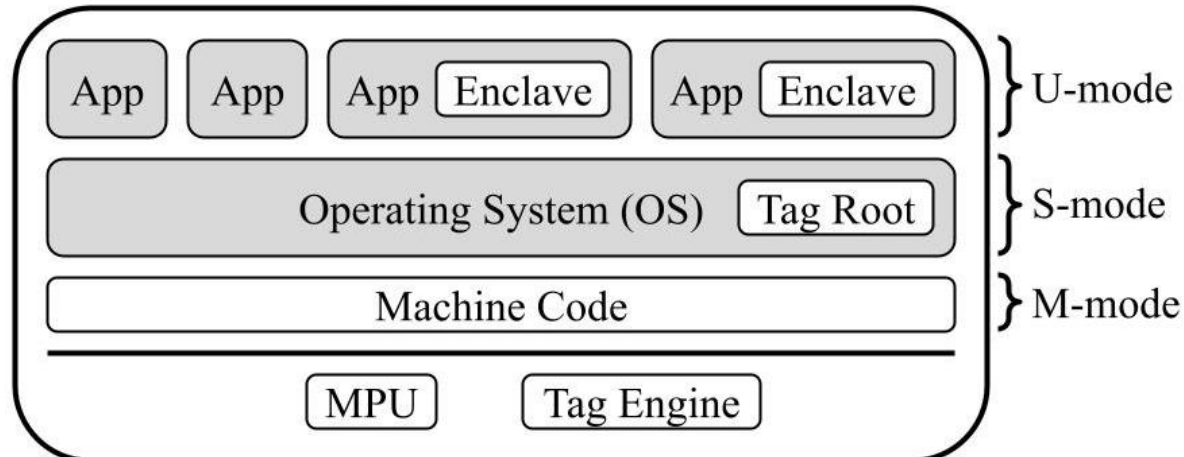 App App App Enclave App Enclave U-mode
Operating System (OS) Tag Root S-mode
Machine Code M-mode
MPU Tag Engine